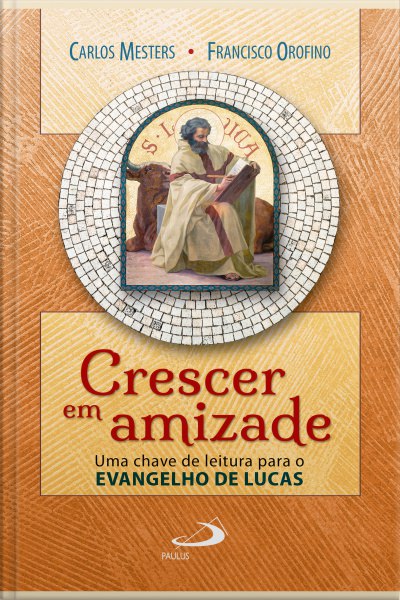 CARLOS MESTERS • FRANCISCO OROFINO
S. LUCA
Crescer
em amizade
Uma chave de leitura para o
EVANGELHO DE LUCAS
PAULUS